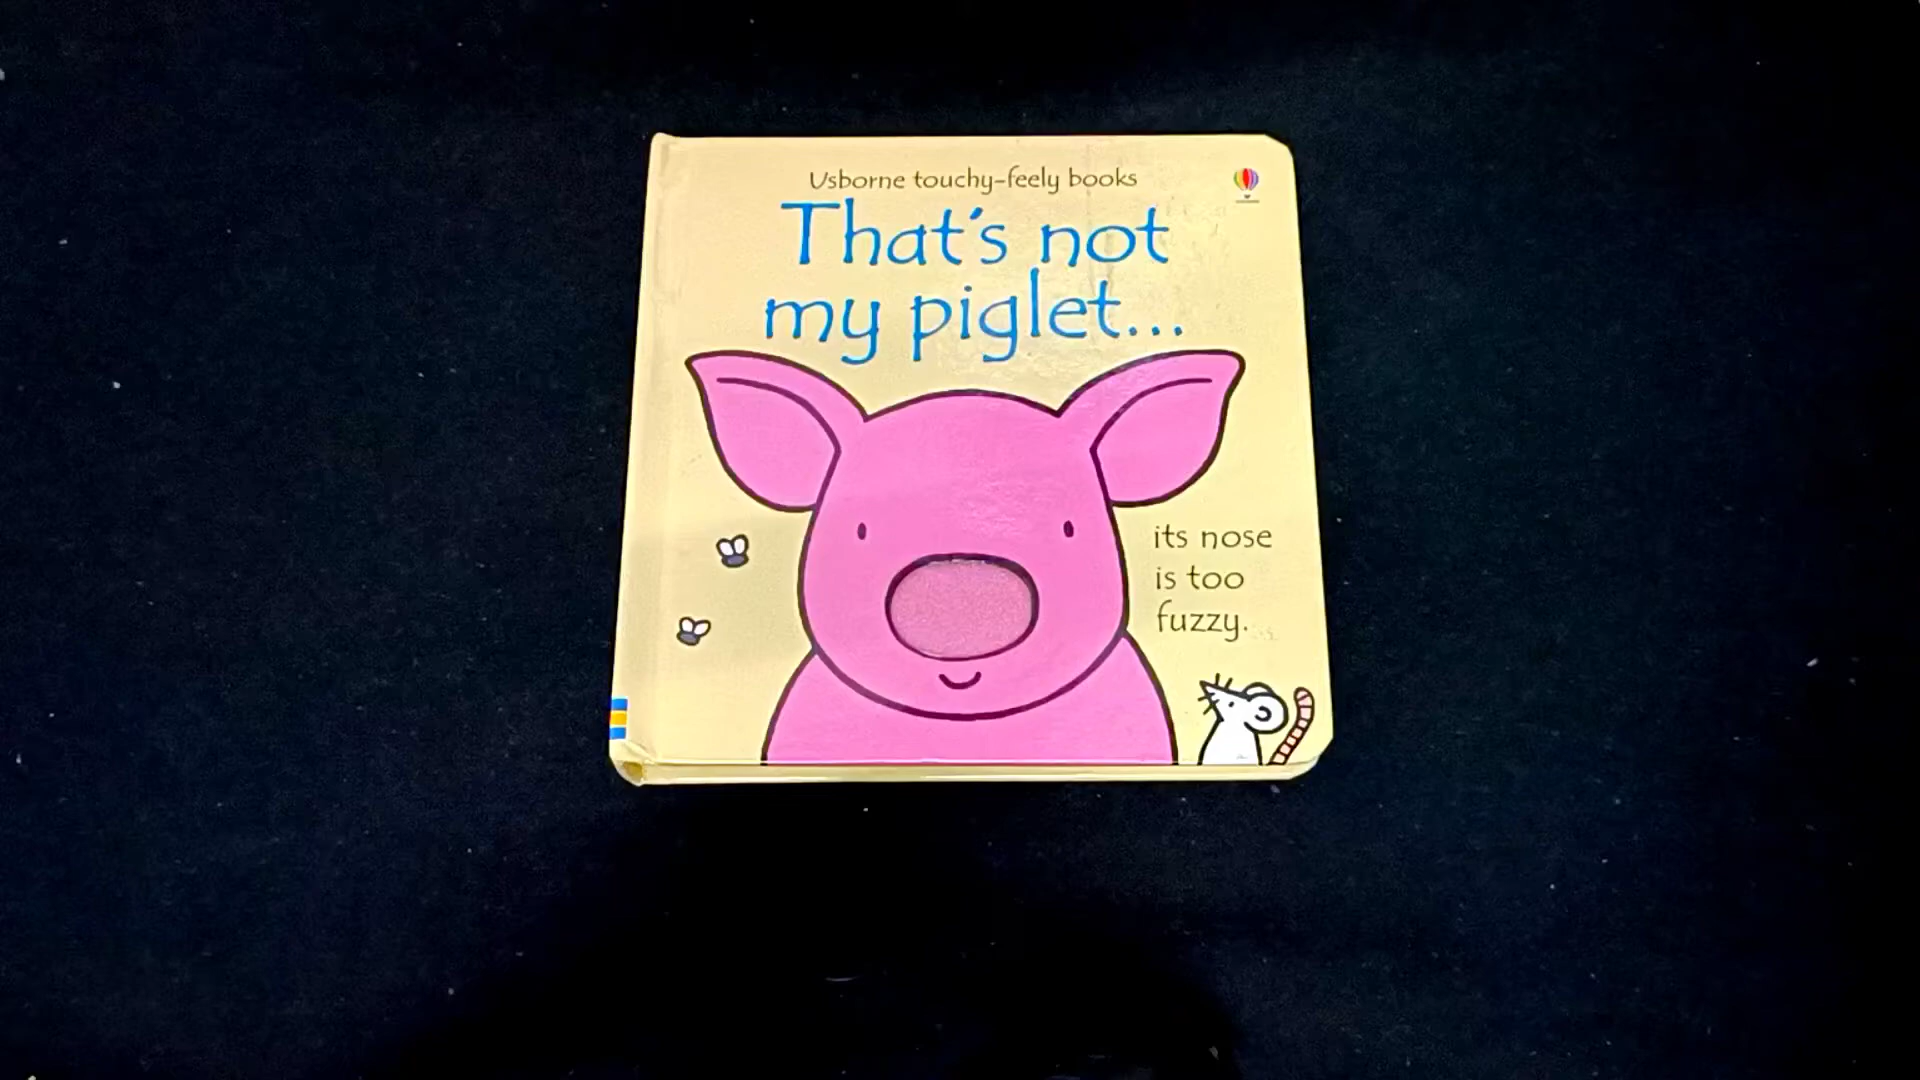 Usborne touchy-feely books
That's not
my piglet...
its nose
is too
fuzzy.